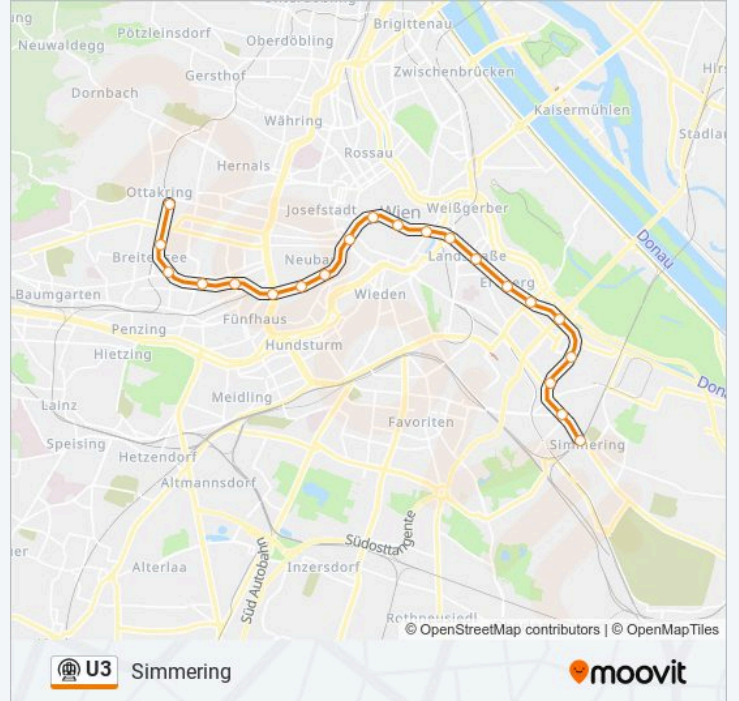 Pötzleinsdorf
Brigittenau
Neuwaldegg
Oberdöbling
Gersthof
Zwischenbrücken
Dornbach
Kaisermühlen
Währing
Rossau
Hernals
Ottakring
Josefstadt
Wien
Weißgerber
Neubau
Donau
Wieden
Baumgarten
Fünfhaus
Penzing
Hundsturm
Hietzing
Meidling
Lainz
Favoriten
Speising
Simmering
Hetzendorf
Altmannsdorf
Südosttangente
Süd Autobahn
Alterlaa
Inzersdorf
© OpenStreetMap contributors | © OpenMapTiles
U3 Simmering
moovit